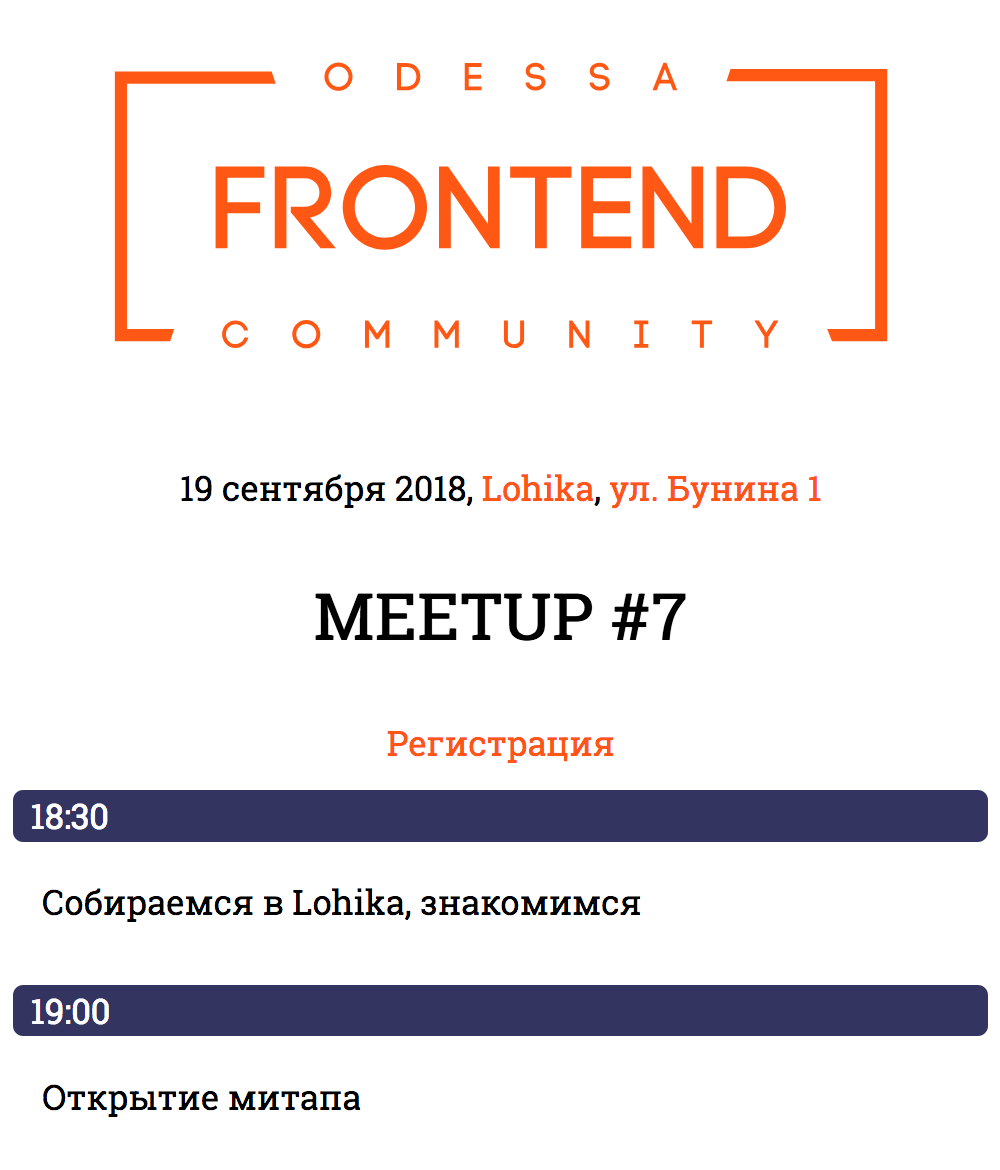 ODESSA
FRONTEND
COMMUNITY
19 сентября 2018, Lohika, ул. Бунина 1
MEETUP #7
Регистрация
18:30
Собираемся в Lohika, знакомимся
19:00
Открытие митапа